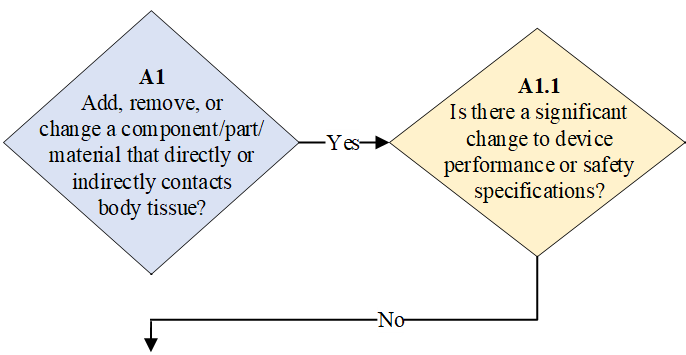 A1
Add, remove, or
change a component/part/
material that directly or
indirectly contacts
body tissue?
Yes
A1.1
Is there a significant
change to device
performance or safety
specifications?
No